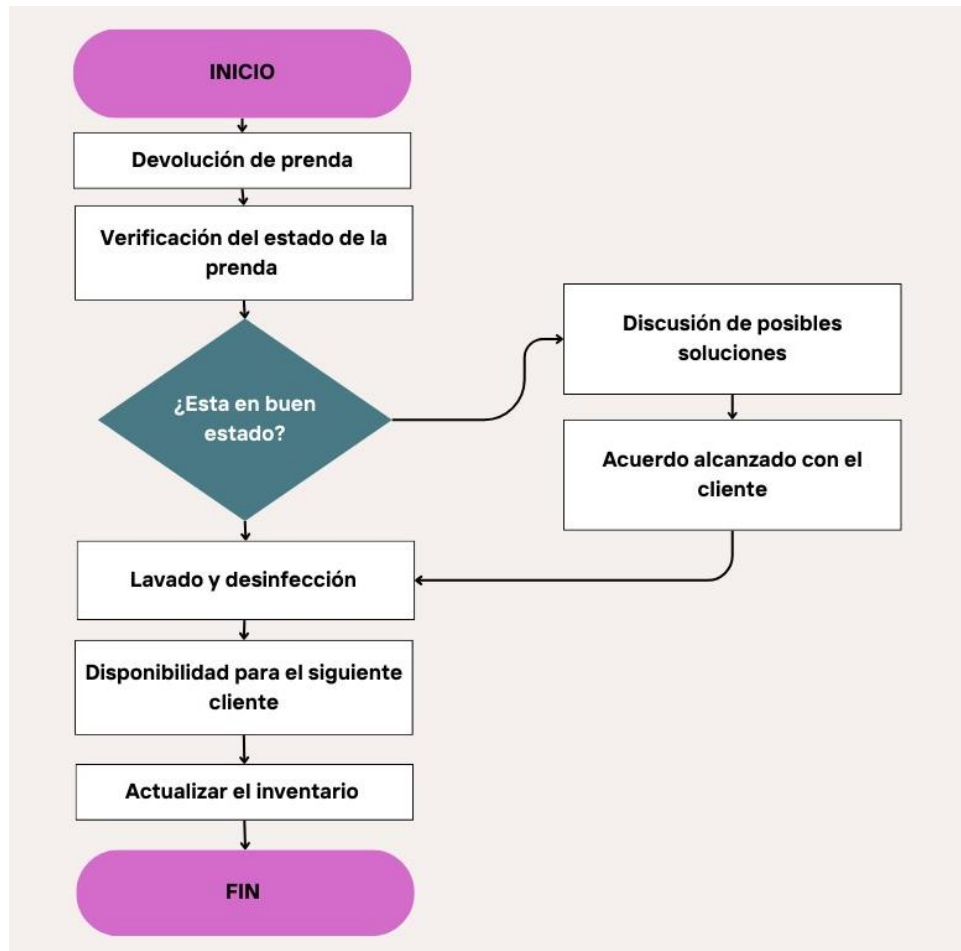 INICIO
Devolución de prenda
Verificación del estado de la
prenda
¿Esta en buen
estado?
Discusión de posibles
soluciones
Acuerdo alcanzado con el
cliente
Lavado y desinfección
Disponibilidad para el siguiente
cliente
Actualizar el inventario
FIN